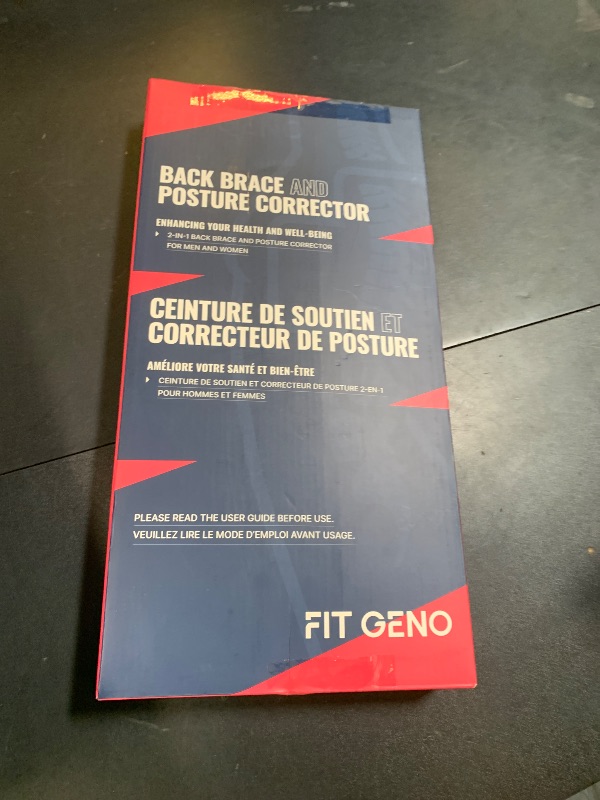 BACK BRACE AND
POSTURE CORRECTOR
ENHANCING YOUR HEALTH AND WELL-BEING
2-IN-1 BACK BRACE AND POSTURE CORRECTOR
FOR MEN AND WOMEN
CEINTURE DE SOUTIEN ET
CORRECTEUR DE POSTURE
AMÉLIORE VOTRE SANTÉ ET BIEN-ÊTRE
CEINTURE DE SOUTIEN ET CORRECTEUR DE POSTURE 2-EN-1
POUR HOMMES ET FEMMES
PLEASE READ THE USER GUIDE BEFORE USE.
VEUILLEZ LIRE LE MODE D'EMPLOI AVANT USAGE.
FIT GENO